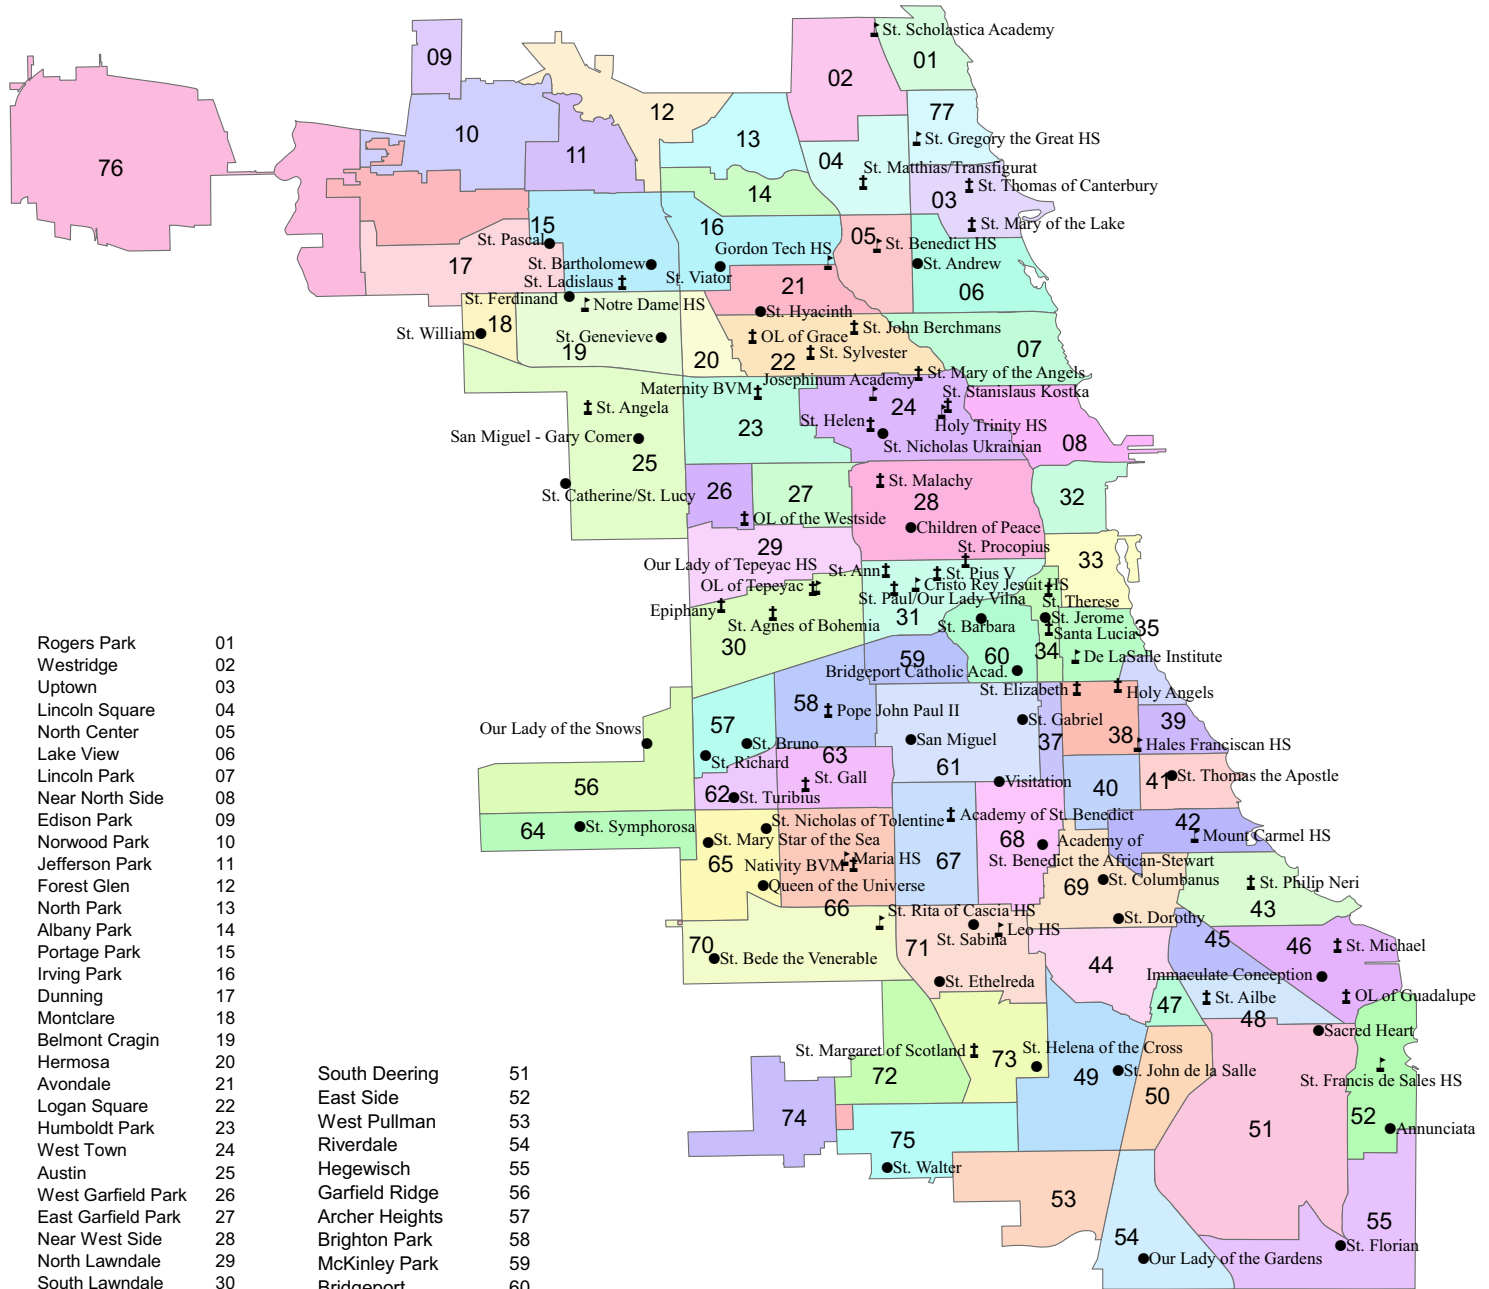 St. Scholastica Academy
09
01
02
77
12
10
13
St. Gregory the Great HS
11
04
St. Matthias/Transfigurat
76
St. Thomas of Canterbury
14
03
St. Mary of the Lake
15
16
05
St. Pascal
Gordon Tech HS
St. Benedict HS
17
St. Bartholomew
St. Viator
St. Andrew
St. Ladislaus
21
06
St. Ferdinand
Notre Dame HS
St. Hyacinth
18
St. William
St. Genevieve
OL of Grace
St. John Berchmans
19
20
22
St. Sylvester
07
Josephinum Academy
St. Mary of the Angels
Maternity BVM
St. Stanislaus Kostka
St. Angela
24
St. Helen
Holy Trinity HS
23
San Miguel - Gary Comer
St. Nicholas Ukrainian
08
25
St. Catherine/St. Lucy
26
27
St. Malachy
28
32
OL of the Westside
Children of Peace
29
St. Procopius
Our Lady of Tepeyac HS
St. Ann
St. Pius V
33
OL of Tepeyac
Cristo Rey Jesuit HS
St. Paul/Our Lady Vilna
St. Therese
Epiphany
31
St. Jerome
St. Agnes of Bohemia
St. Barbara
Santa Lucia
35
30
34
59
60
De LaSalle Institute
Bridgeport Catholic Acad.
St. Elizabeth
Holy Angels
58
Pope John Paul II
57
St. Gabriel
39
Our Lady of the Snows
St. Bruno
San Miguel
37
38
Hales Franciscan HS
St. Richard
63
61
St. Gall
Visitation
41
St. Thomas the Apostle
56
62
St. Turibius
40
64
St. Symphorosa
St. Nicholas of Tolentine
Academy of St. Benedict
42
Mount Carmel HS
St. Mary Star of the Sea
68
Academy of
St. Benedict the African-Stewart
65
Nativity BVM
Maria HS
67
Queen of the Universe
69
St. Columbanus
St. Philip Neri
66
43
St. Rita of Cascia HS
St. Dorothy
70
71
St. Sabina
Leo HS
45
46
St. Michael
St. Bede the Venerable
44
Immaculate Conception
St. Ethelreda
47
St. Ailbe
OL of Guadalupe
48
Sacred Heart
St. Margaret of Scotland
73
St. Helena of the Cross
72
49
St. John de la Salle
St. Francis de Sales HS
50
74
52
51
Annunciata
75
St. Walter
53
55
54
St. Florian
Our Lady of the Gardens
Rogers Park 01
Westridge 02
Uptown 03
Lincoln Square 04
North Center 05
Lake View 06
Lincoln Park 07
Near North Side 08
Edison Park 09
Norwood Park 10
Jefferson Park 11
Forest Glen 12
North Park 13
Albany Park 14
Portage Park 15
Irving Park 16
Dunning 17
Montclare 18
Belmont Cragin 19
Hermosa 20
Avondale 21
Logan Square 22
Humboldt Park 23
West Town 24
Austin 25
West Garfield Park 26
East Garfield Park 27
Near West Side 28
North Lawndale 29
South Lawndale 30
South Deering 51
East Side 52
West Pullman 53
Riverdale 54
Hegewisch 55
Garfield Ridge 56
Archer Heights 57
Brighton Park 58
McKinley Park 59
Bridgeport 60